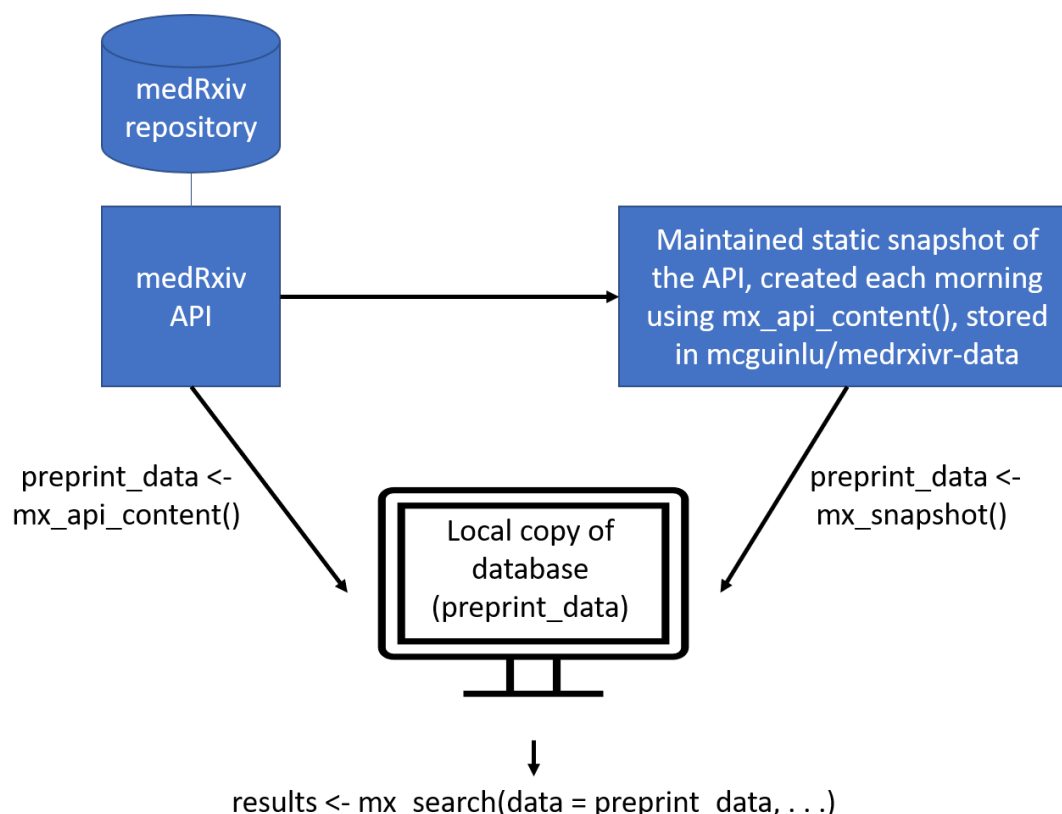 medRxiv
repository
medRxiv
API
Maintained static snapshot of
the API, created each morning
using mx_api_content(), stored
in mcguinlu/medrxivr-data
preprint_data <-
mx_api_content()
preprint_data <-
mx_snapshot()
Local copy of
database
(preprint_data)
results <- mx_search(data = preprint_data, . . .)